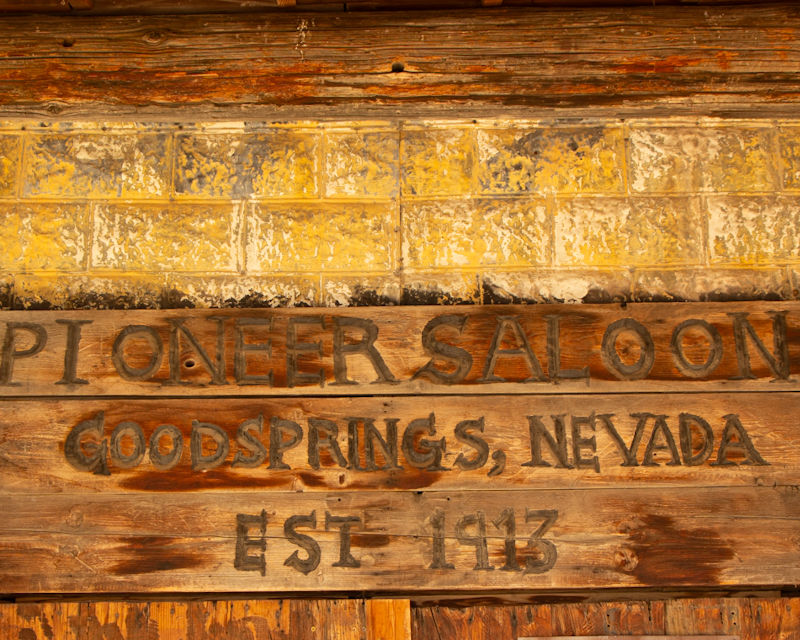 PIONEER SALOON
GOODSPRINGS, NEVADA
EST 1913